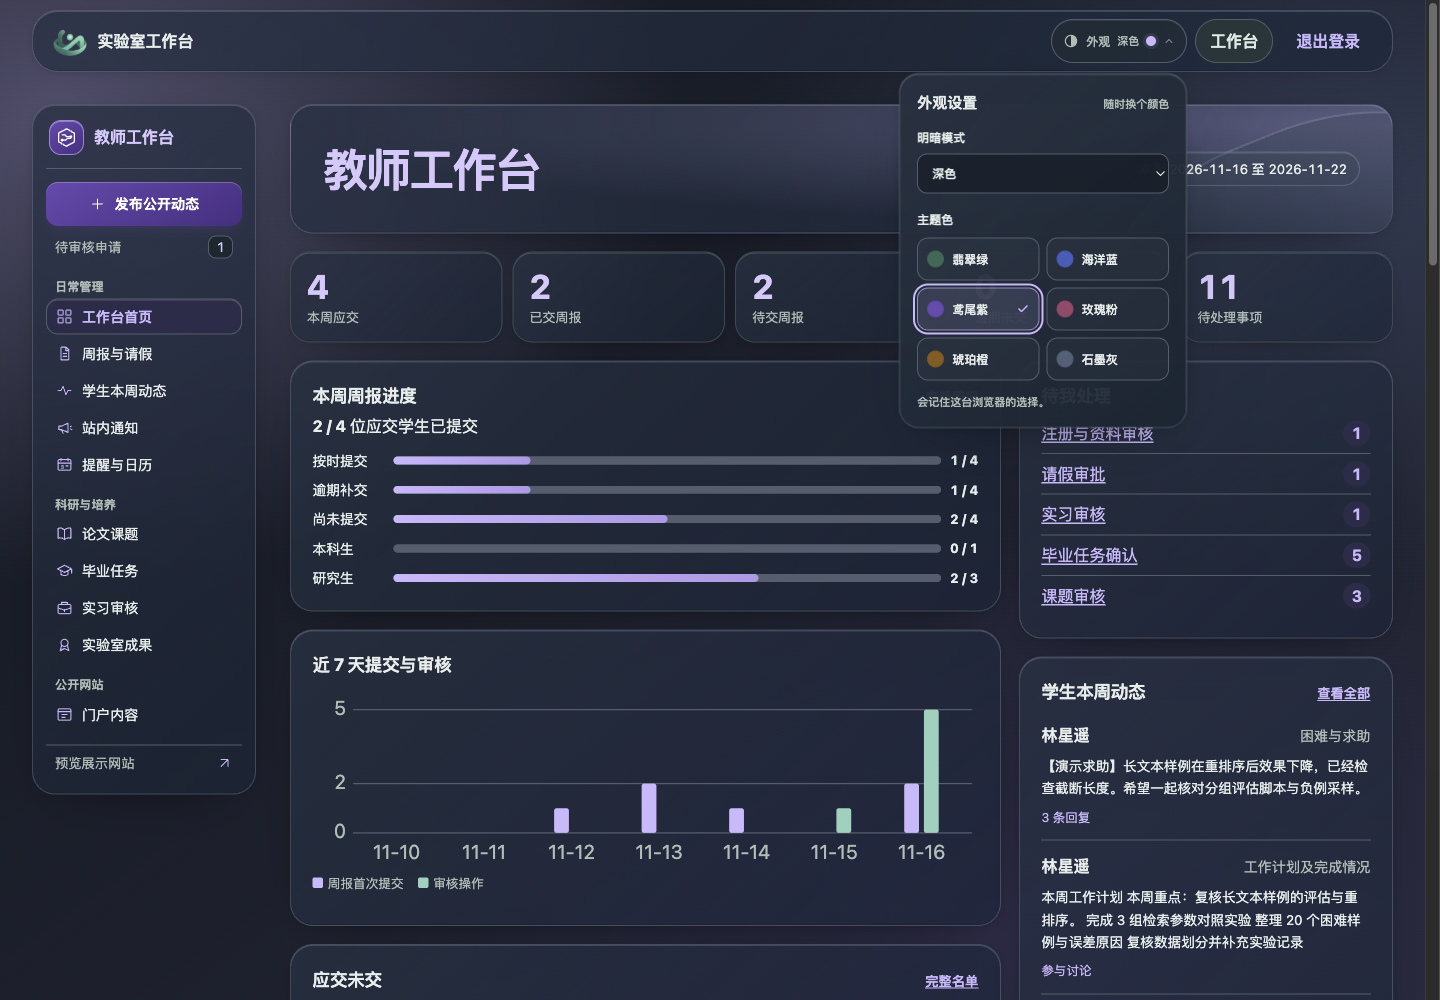 实验室工作台
外观 深色
工作台
退出登录
教师工作台
发布公开动态
待审核申请 1
日常管理
工作台首页
周报与请假
学生本周动态
站内通知
提醒与日历
科研与培养
论文课题
毕业任务
实习审核
实验室成果
公开网站
门户内容
预览展示网站
教师工作台
26-11-16 至 2026-11-22
外观设置 随时换个颜色
明暗模式
深色
主题色
翡翠绿 海洋蓝
鸢尾紫 玫瑰粉
琥珀橙 石墨灰
会记住这台浏览器的选择。
4
本周应交
2
已交周报
2
待交周报
11
待处理事项
本周周报进度
2 / 4 位应交学生已提交
按时提交 1 / 4
逾期补交 1 / 4
尚未提交 2 / 4
本科生 0 / 1
研究生 2 / 3
待我处理
注册与资料审核 1
请假审批 1
实习审核 1
毕业任务确认 5
课题审核 3
近 7 天提交与审核
5
2
0
11-10 11-11 11-12 11-13 11-14 11-15 11-16
周报首次提交 审核操作
学生本周动态 查看全部
林星遥 困难与求助
【演示求助】长文本样例在重排序后效果下降，已经检
查截断长度。希望一起核对分组评估脚本与负例采样。
3 条回复
林星遥 工作计划及完成情况
本周工作计划 本周重点：复核长文本样例的评估与重
排序。 完成 3 组检索参数对照实验 整理 20 个困难样
例与误差原因 复核数据划分并补充实验记录
参与讨论
应交未交 完整名单